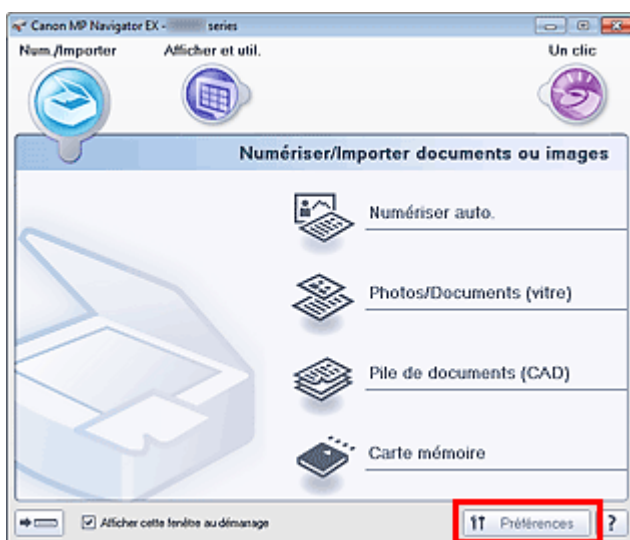 Canon MP Navigator EX - series
Num./Importer
Afficher et util.
Un clic
Numériser/Importer documents ou images
Numériser auto.
Photos/Documents (vitre)
Pile de documents (CAD)
Carte mémoire
Afficher cette fenêtre au démarrage
Préférences
?